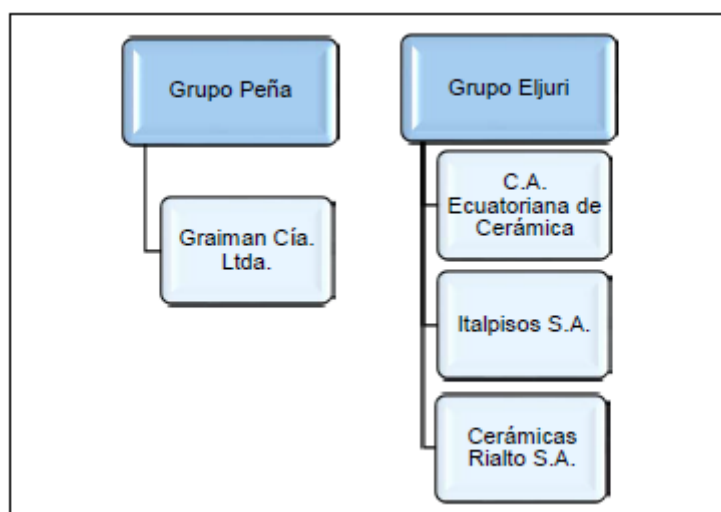 Grupo Peña
Graiman Cía.
Ltda.
Grupo Eljuri
C.A.
Ecuatoriana de
Cerámica
Italpisos S.A.
Cerámicas
Rialto S.A.